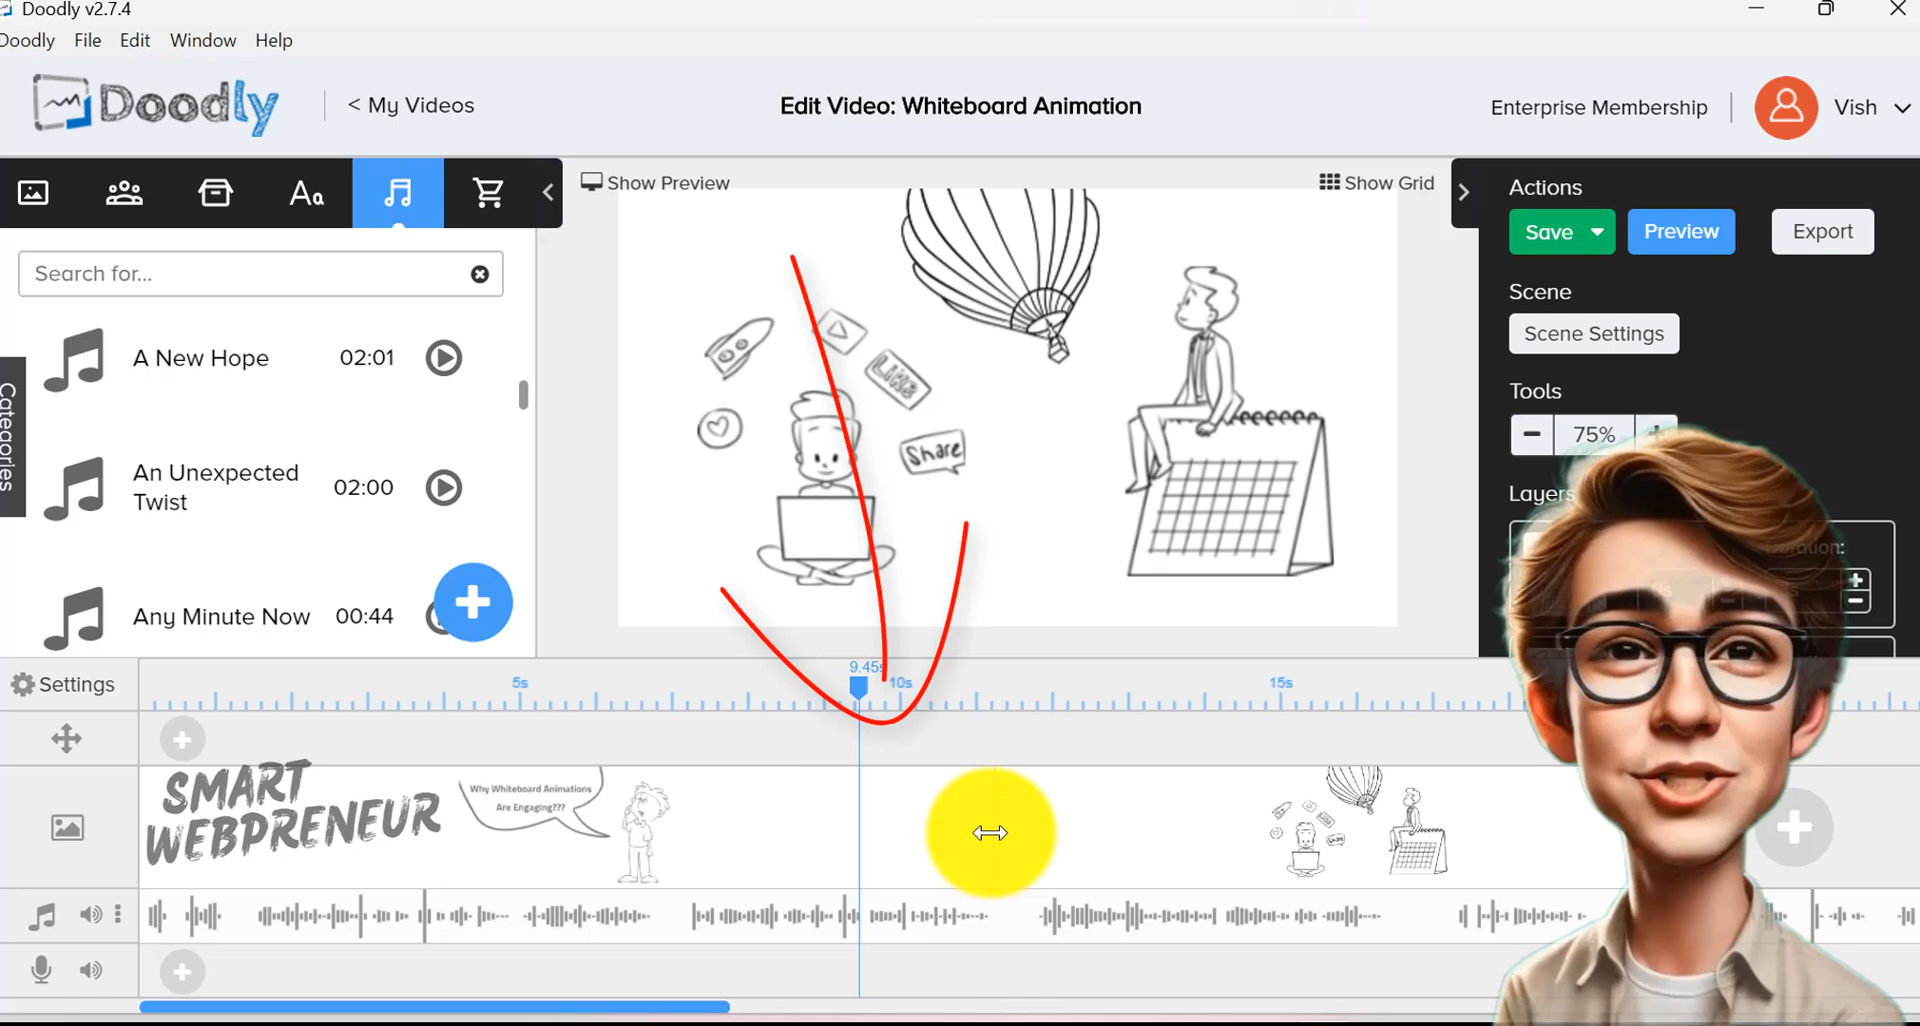 Doodly v2.7.4
Doodly File Edit Window Help
Doodly
< My Videos
Edit Video: Whiteboard Animation
Enterprise Membership
Vish
Aa
Show Preview
Show Grid
Actions
Save
Preview
Export
Search for...
Scene
Scene Settings
A New Hope 02:01
Categories
Tools
75%
An Unexpected
Twist
02:00
Layers
Duration:
Any Minute Now 00:44
Like
Share
Settings
5s
9.45s
10s
15s
SMART
WEBPRENEUR
Why Whiteboard Animations
Are Engaging???